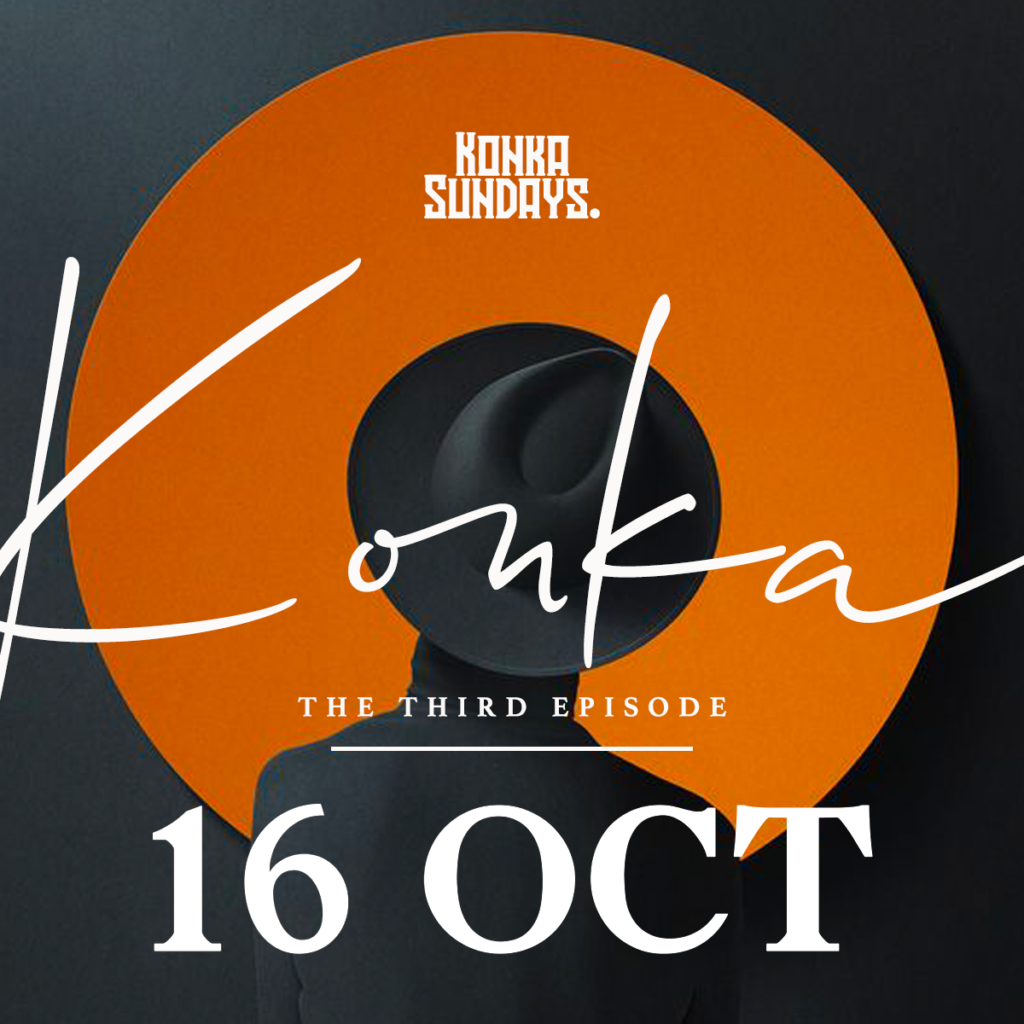 KONKA
SUNDAYS.
Konka
THE THIRD EPISODE
16 OCT